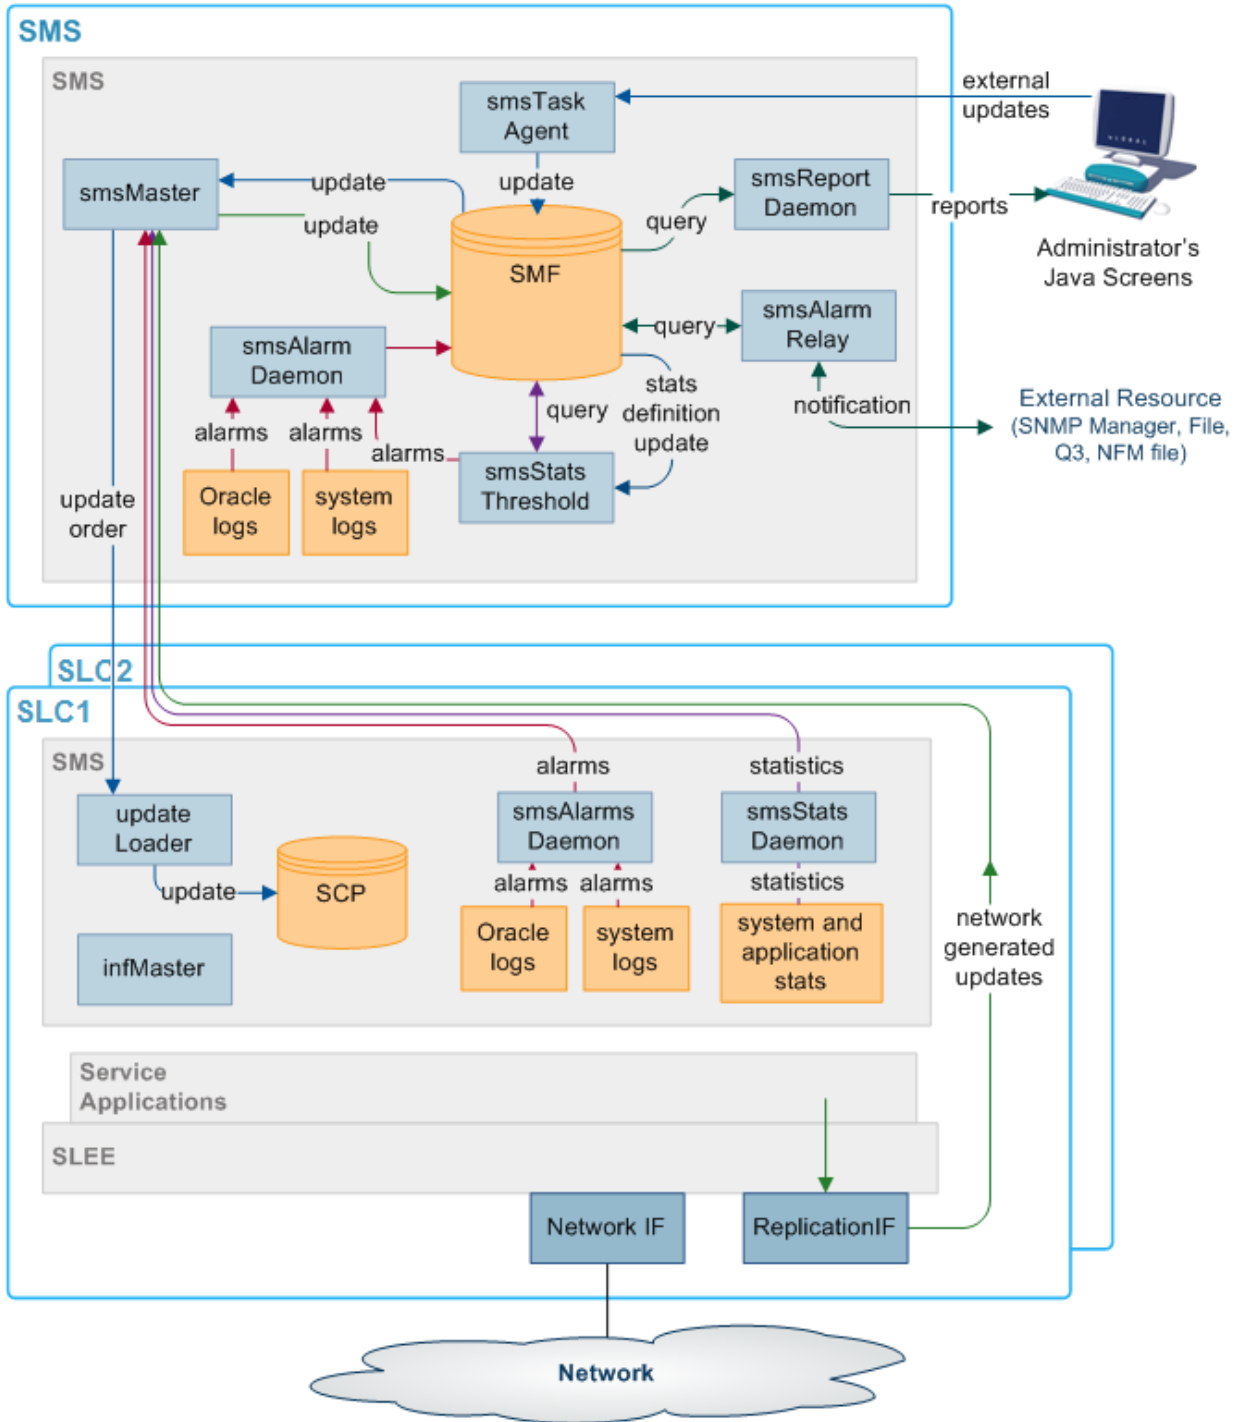 SMS
SMS
smsTask
Agent
external
updates
GLOBAL
smsMaster
update
update
update
smsReport
Daemon
query
reports
Administrator's
Java Screens
SMF
smsAlarm
Daemon
query
smsAlarm
Relay
stats
definition
update
notification
External Resource
(SNMP Manager, File,
Q3, NFM file)
query
alarms
alarms
alarms
smsStats
Threshold
Oracle
logs
system
logs
update
order
SLC2
SLC1
SMS
alarms
statistics
update
Loader
smsAlarms
Daemon
smsStats
Daemon
update
SCP
alarms
alarms
statistics
Oracle
logs
system
logs
system and
application
stats
network
generated
updates
infMaster
Service
Applications
SLEE
Network IF
ReplicationIF
Network